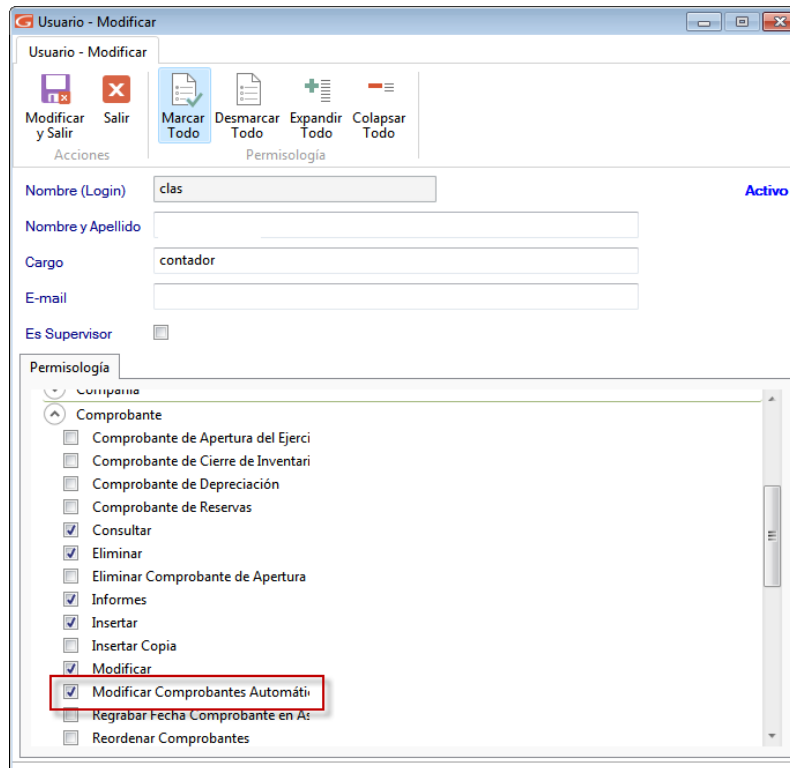 Usuario - Modificar
Usuario - Modificar
Modificar y Salir
Salir
Marcar Todo
Desmarcar Todo
Expandir Todo
Colapsar Todo
Acciones
Permisología
Nombre (Login) clas Activo
Nombre y Apellido
Cargo contador
E-mail
Es Supervisor
Permisología
Compañia
Comprobante
Comprobante de Apertura del Ejerci
Comprobante de Cierre de Inventari
Comprobante de Depreciación
Comprobante de Reservas
Consultar
Eliminar
Eliminar Comprobante de Apertura
Informes
Insertar
Insertar Copia
Modificar
Modificar Comprobantes Automáti
Regrabar Fecha Comprobante en As
Reordenar Comprobantes